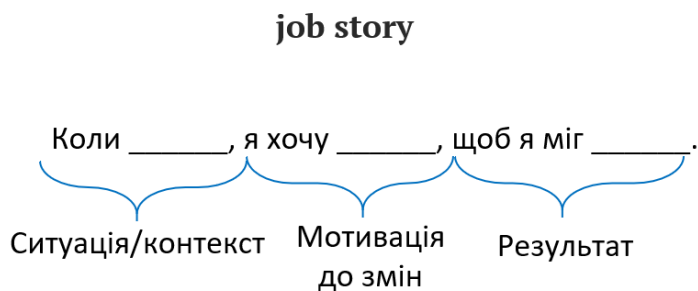 job story
Коли ______, я хочу ______, щоб я міг ______.
Ситуація/контекст
Мотивація
до змін
Результат